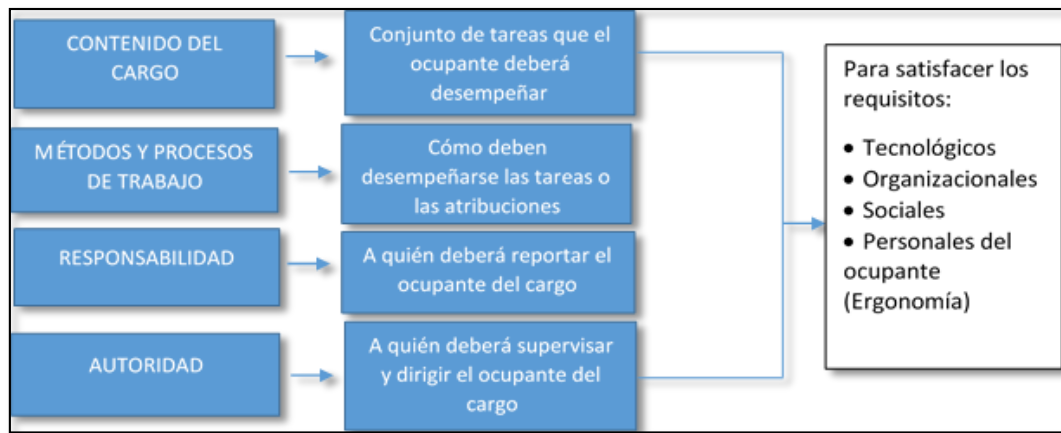 CONTENIDO DEL
CARGO
Conjunto de tareas que el
ocupante deberá
desempeñar
MÉTODOS Y PROCESOS
DE TRABAJO
Cómo deben
desempeñarse las tareas o
las atribuciones
RESPONSABILIDAD
A quién deberá reportar el
ocupante del cargo
AUTORIDAD
A quién deberá supervisar
y dirigir el ocupante del
cargo
Para satisfacer los
requisitos:
• Tecnológicos
• Organizacionales
• Sociales
• Personales del
ocupante
(Ergonomía)